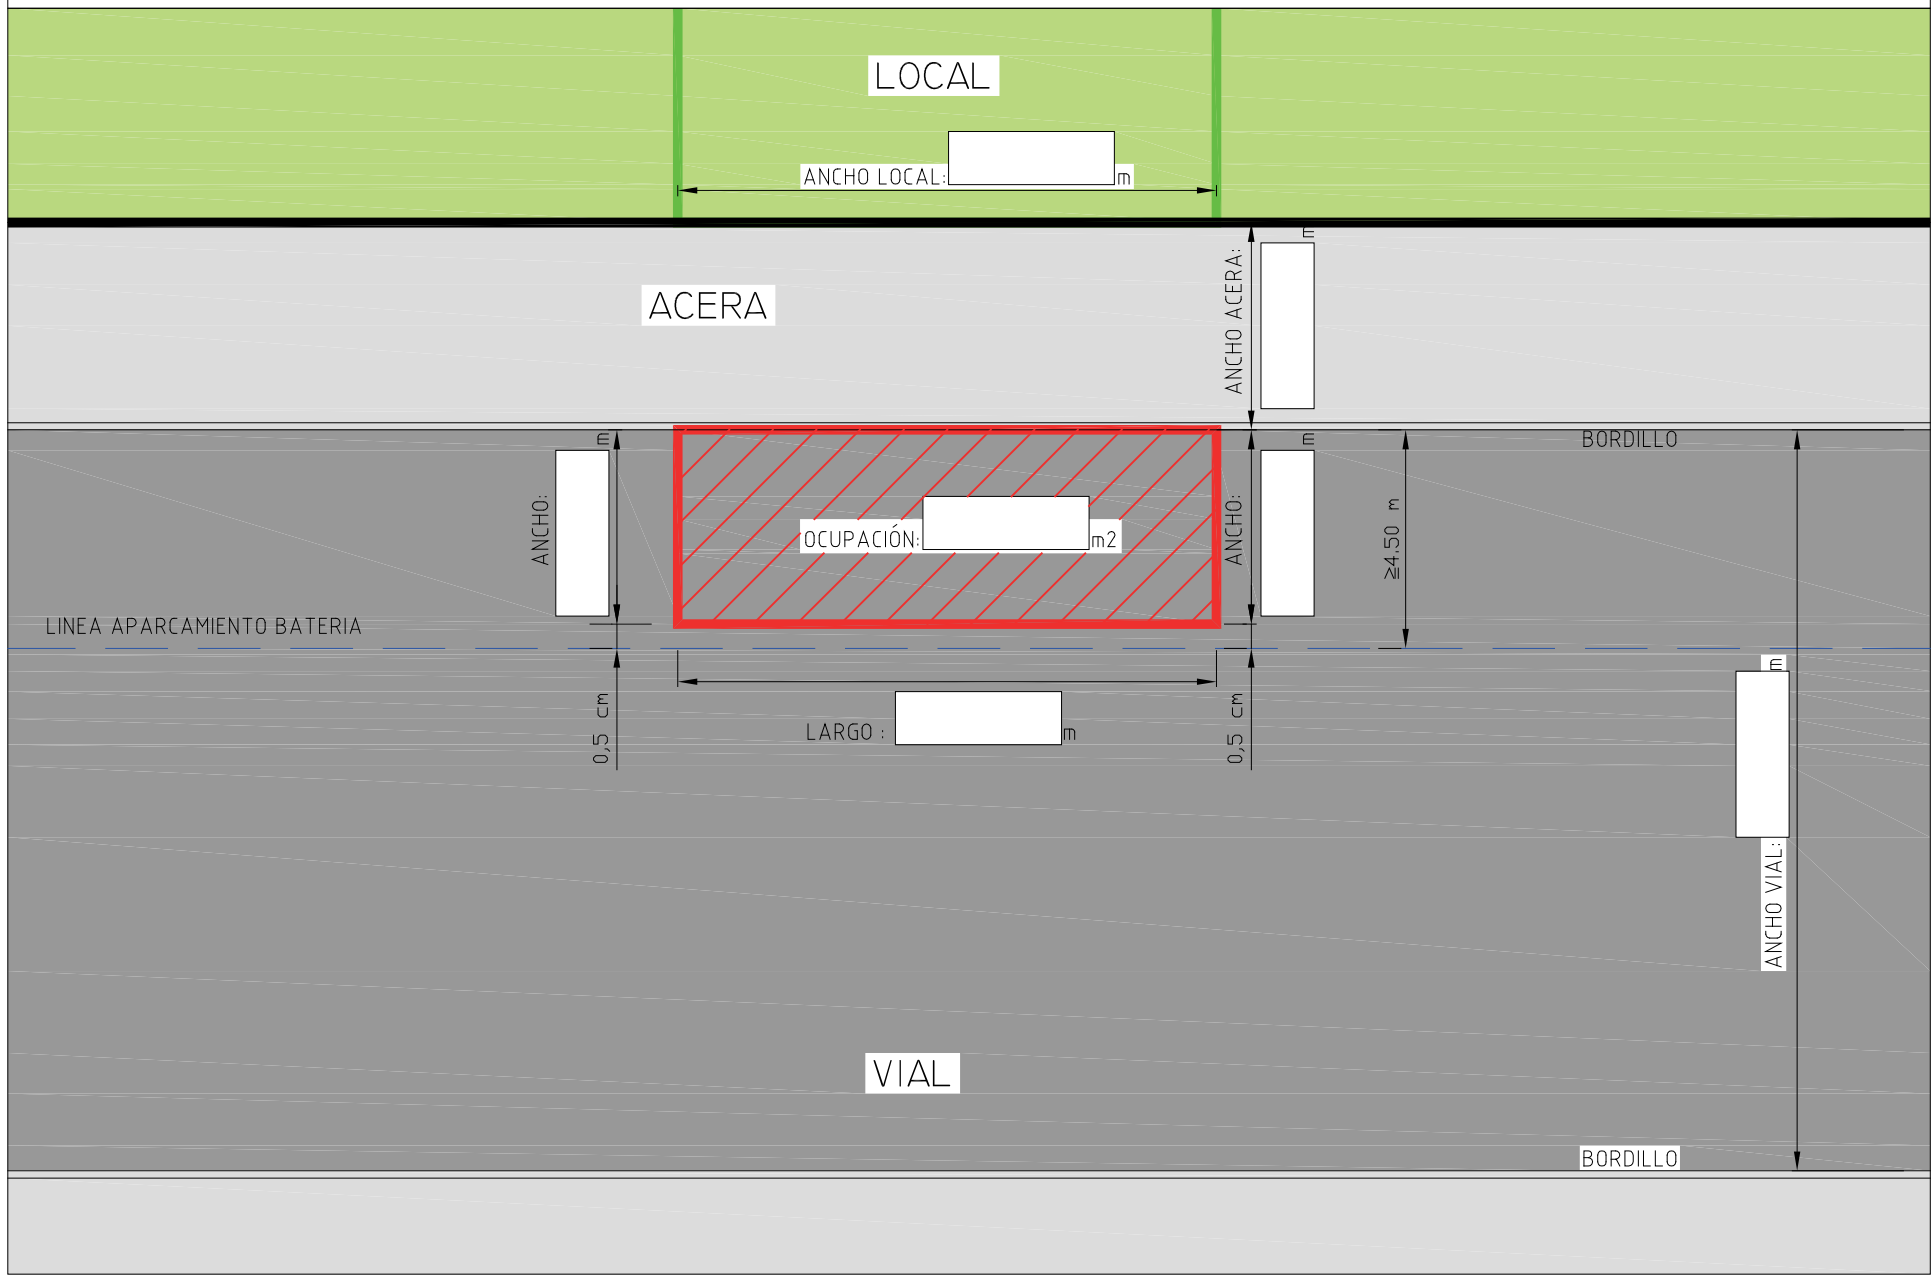 LOCAL
ANCHO LOCAL: m
ANCHO ACERA: m
ACERA
BORDILLO
ANCHO: m
OCUPACIÓN: m2
ANCHO: m
≥4.50 m
LINEA APARCAMIENTO BATERIA
0,5 cm
LARGO : m
0,5 cm
ANCHO VIAL: m
VIAL
BORDILLO